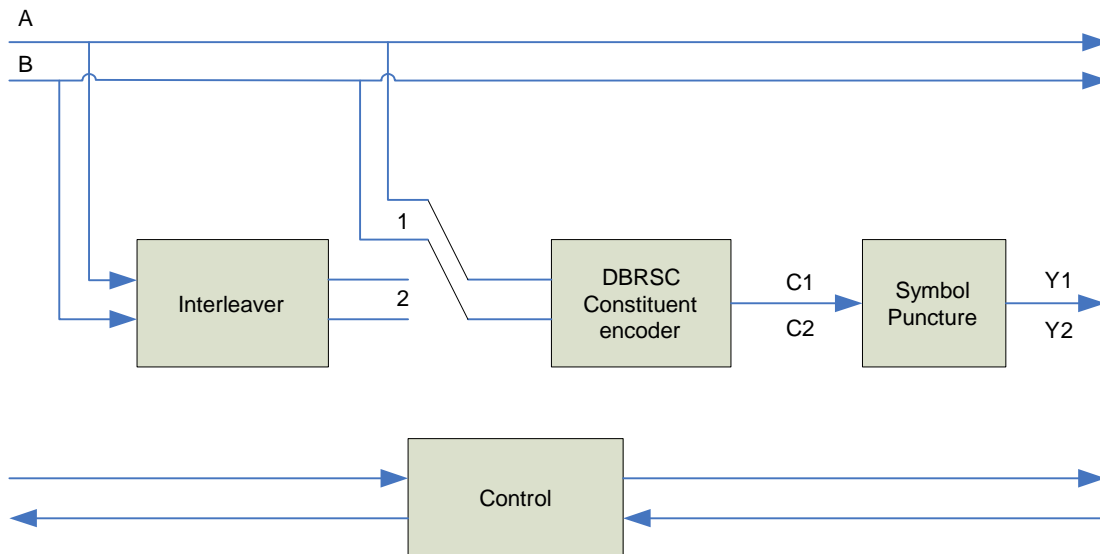 A
B
1
2
Interleaver
DBRSC
Constituent
encoder
C1
C2
Symbol
Puncture
Y1
Y2
Control